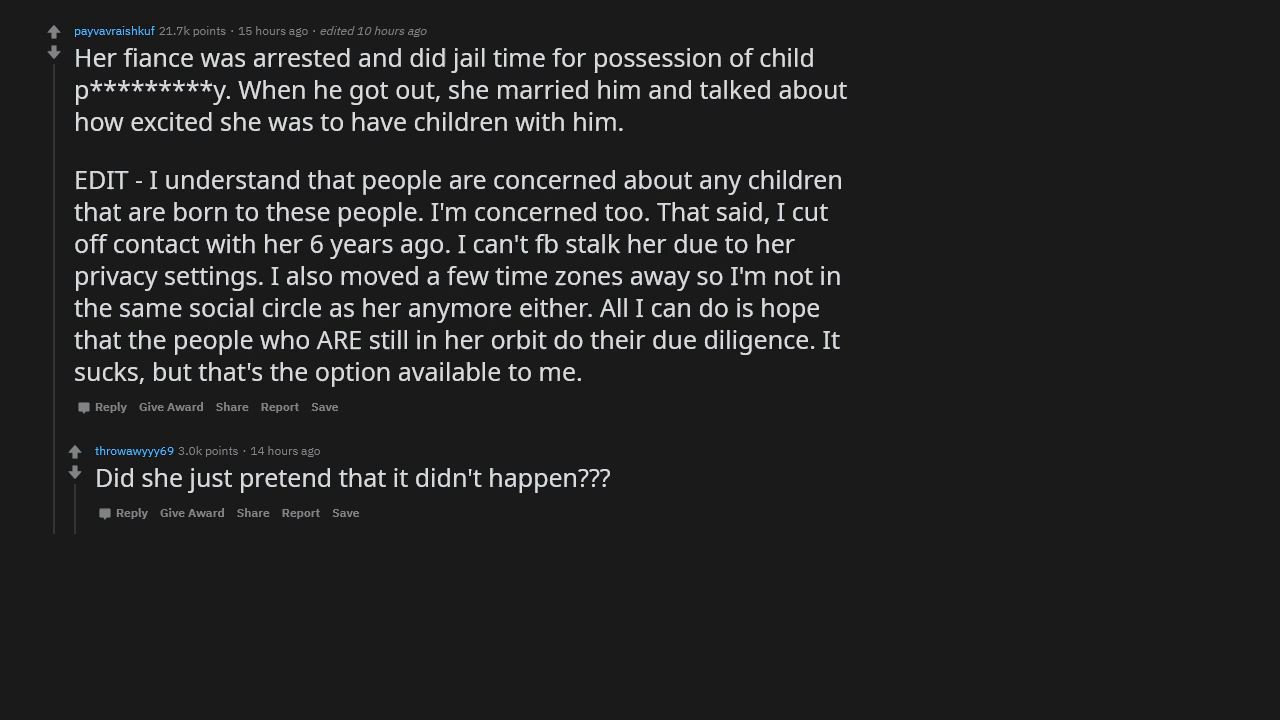 payvavraishkuf 21.7k points · 15 hours ago · edited 10 hours ago
Her fiance was arrested and did jail time for possession of child
p*********y. When he got out, she married him and talked about
how excited she was to have children with him.
EDIT - I understand that people are concerned about any children
that are born to these people. I'm concerned too. That said, I cut
off contact with her 6 years ago. I can't fb stalk her due to her
privacy settings. I also moved a few time zones away so I'm not in
the same social circle as her anymore either. All I can do is hope
that the people who ARE still in her orbit do their due diligence. It
sucks, but that's the option available to me.
Reply Give Award Share Report Save
throwawyyy69 3.0k points · 14 hours ago
Did she just pretend that it didn't happen???
Reply Give Award Share Report Save